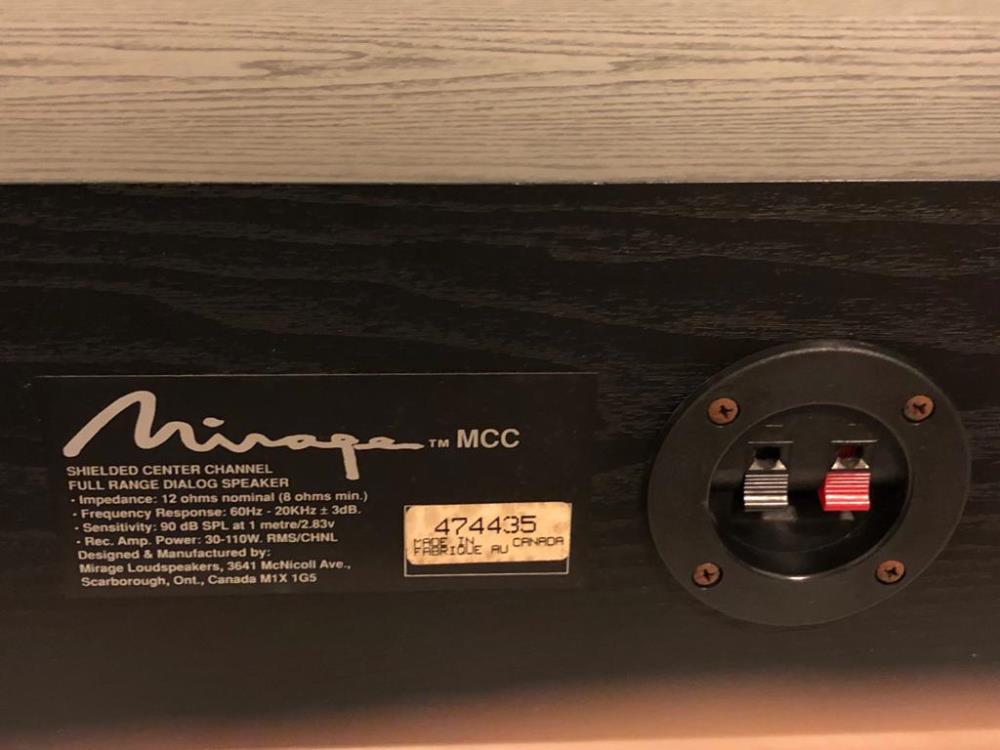 Mirage™ MCC
SHIELDED CENTER CHANNEL
FULL RANGE DIALOG SPEAKER
· Impedance: 12 ohms nominal (8 ohms min.)
· Frequency Response: 60Hz - 20KHz ± 3dB.
· Sensitivity: 90 dB SPL at 1 metre/2.83v
· Rec. Amp. Power: 30-110W. RMS/CHNL
Designed & Manufactured by:
Mirage Loudspeakers, 3641 McNicoll Ave.,
Scarborough, Ont., Canada M1X 1G5
474435
MADE IN CANADA
FABRIQUE AU